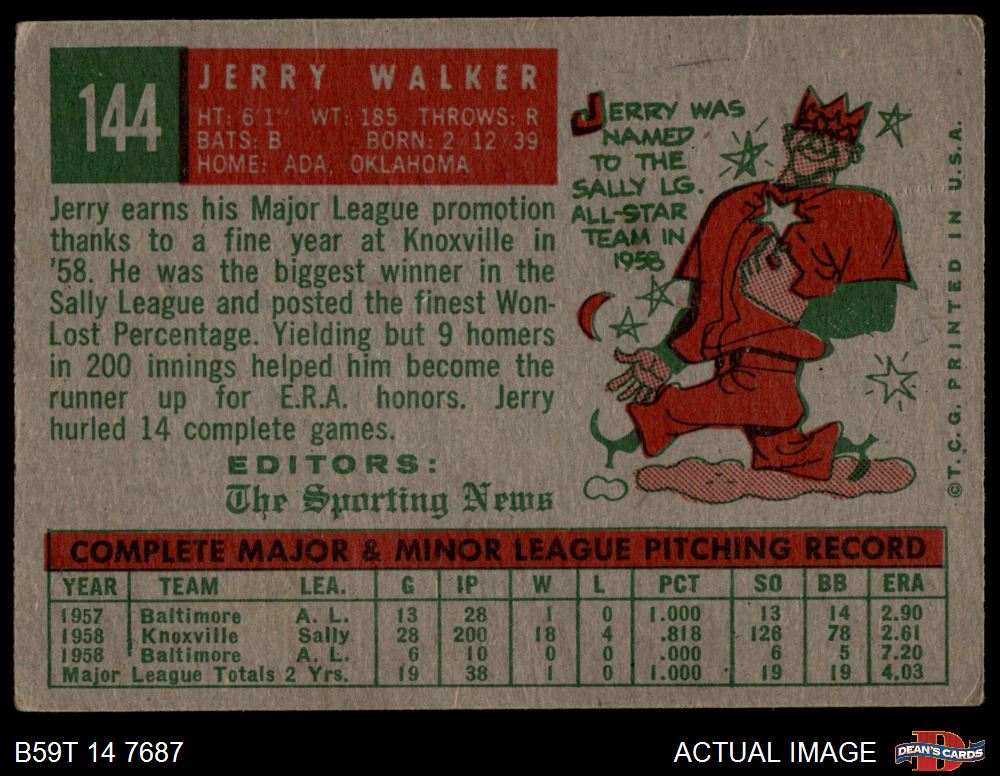 144
JERRY WALKER
HT: 6'1" WT: 185 THROWS: R
BATS: B BORN: 2 12 39
HOME: ADA, OKLAHOMA
Jerry earns his Major League promotion
thanks to a fine year at Knoxville in
'58. He was the biggest winner in the
Sally League and posted the finest Won-
Lost Percentage. Yielding but 9 homers
in 200 innings helped him become the
runner up for E.R.A. honors. Jerry
hurled 14 complete games.
EDITORS:
The Sporting News
JERRY WAS
NAMED
TO THE
SALLY LG.
ALL-STAR
TEAM IN
1958
©T.C.G. PRINTED IN U.S.A.
COMPLETE MAJOR & MINOR LEAGUE PITCHING RECORD
YEAR TEAM LEA. G IP W L PCT SO BB ERA
1957 Baltimore A. L. 13 28 1 0 1.000 13 14 2.90
1958 Knoxville Sally 28 200 18 4 .818 126 78 2.61
1958 Baltimore A. L. 6 10 0 0 .000 6 5 7.20
Major League Totals 2 Yrs. 19 38 1 0 1.000 19 19 4.03
B59T 14 7687
ACTUAL IMAGE
DEAN'S CARDS